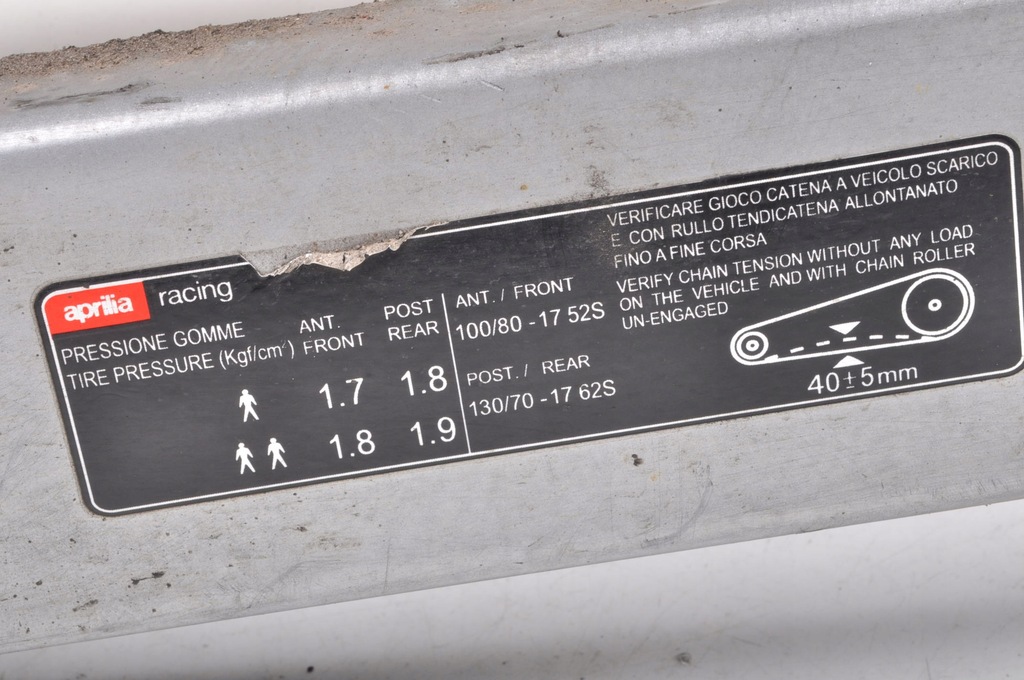 aprilia racing
PRESSIONE GOMME
TIRE PRESSURE (Kgf/cm²)
ANT.
FRONT
POST
REAR
1.7 1.8
1.8 1.9
ANT. / FRONT
100/80 - 17 52S
POST. / REAR
130/70 - 17 62S
VERIFICARE GIOCO CATENA A VEICOLO SCARICO
E CON RULLO TENDICATENA ALLONTANATO
FINO A FINE CORSA
VERIFY CHAIN TENSION WITHOUT ANY LOAD
ON THE VEHICLE AND WITH CHAIN ROLLER
UN-ENGAGED
40±5mm